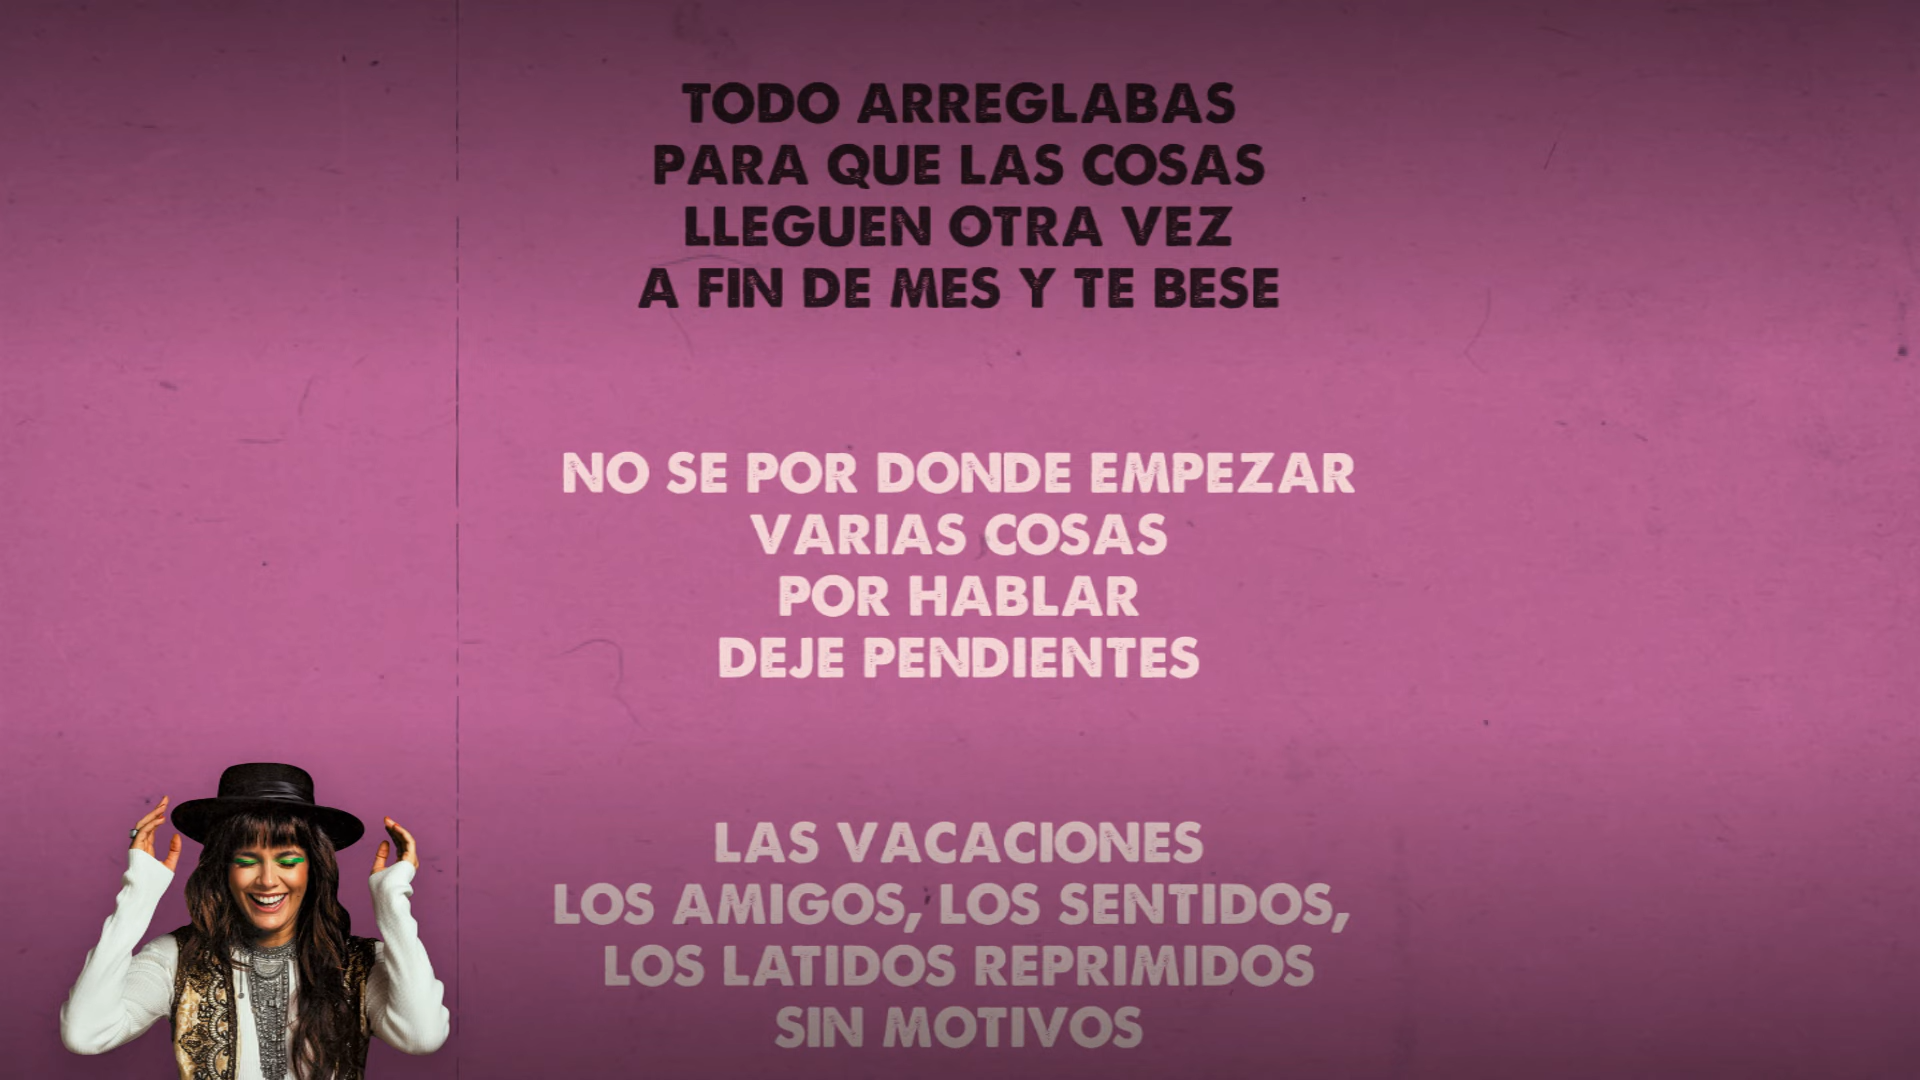 TODO ARREGLABAS
PARA QUE LAS COSAS
LLEGUEN OTRA VEZ
A FIN DE MES Y TE BESE
NO SE POR DONDE EMPEZAR
VARIAS COSAS
POR HABLAR
DEJE PENDIENTES
LAS VACACIONES
LOS AMIGOS, LOS SENTIDOS,
LOS LATIDOS REPRIMIDOS
SIN MOTIVOS